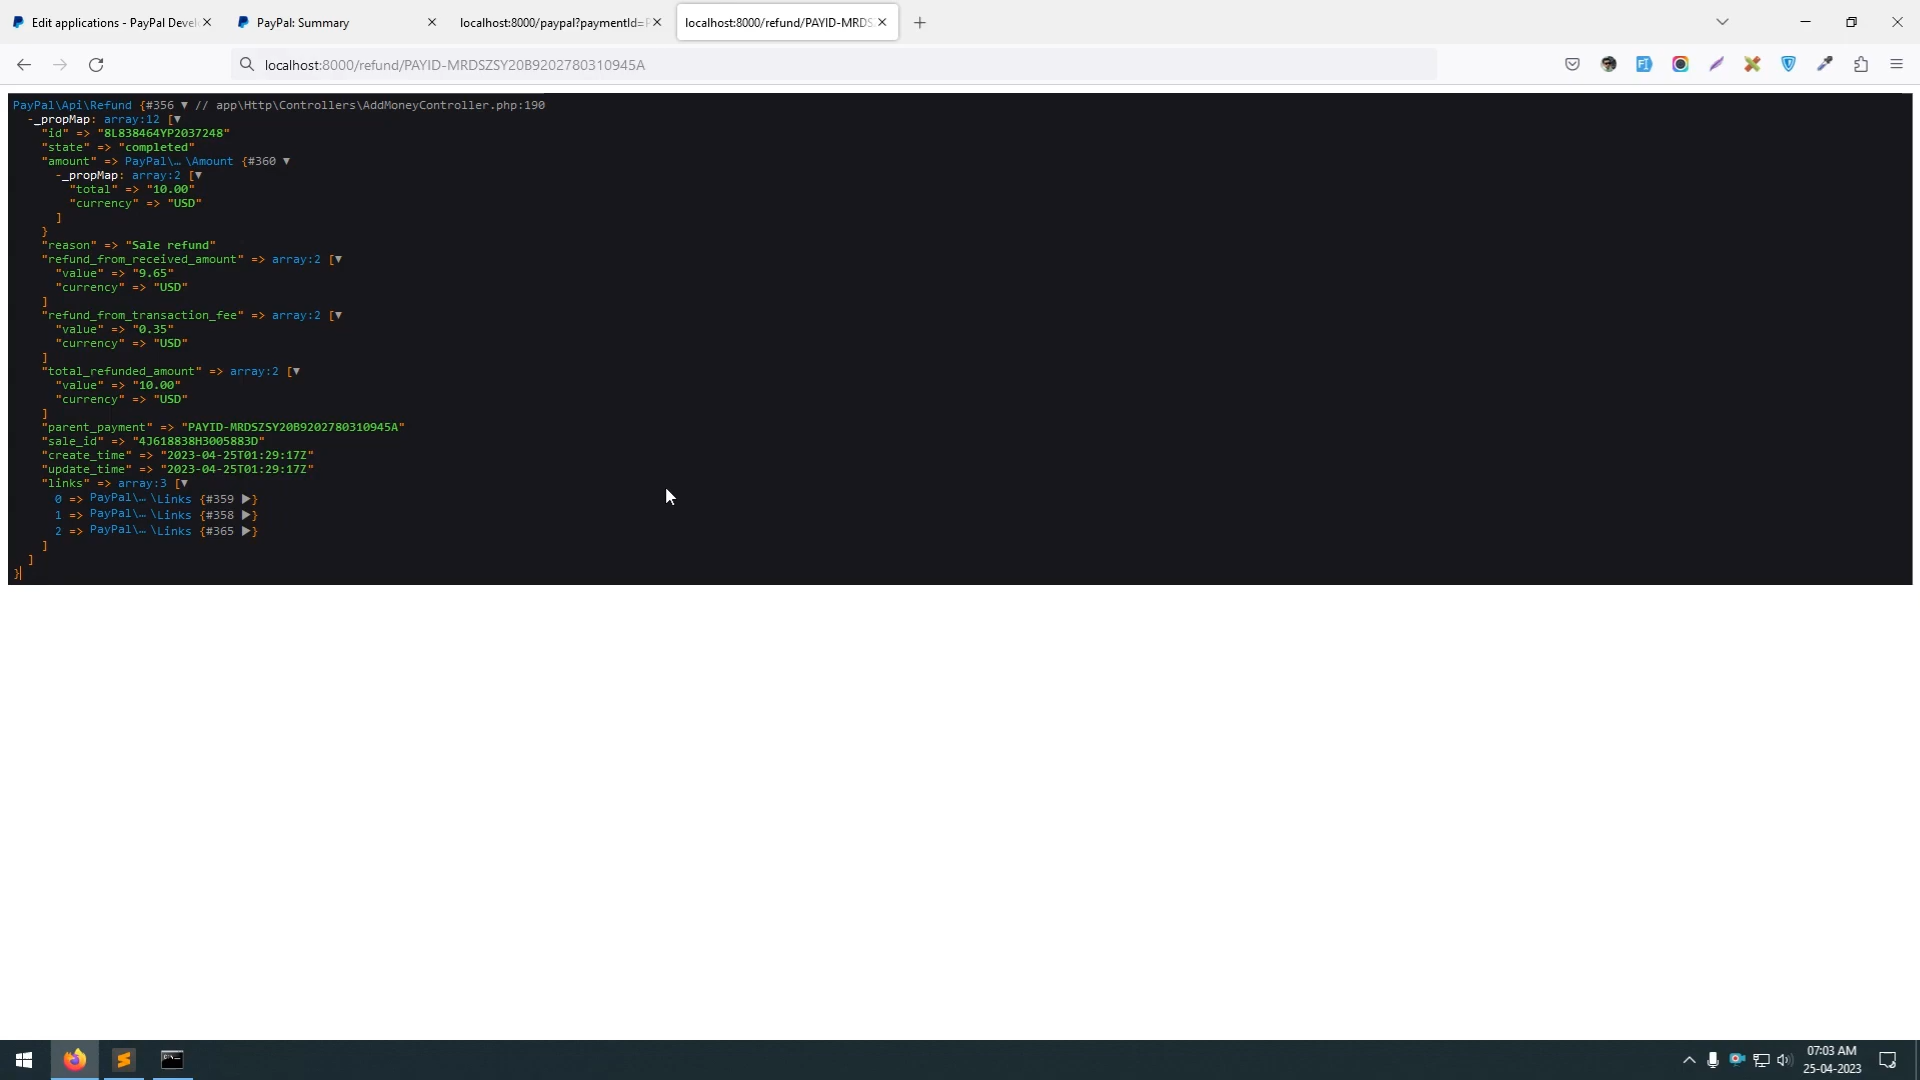 Edit applications - PayPal Devel
PayPal: Summary
localhost:8000/paypal?paymentId=P
localhost:8000/refund/PAYID-MRDS
localhost:8000/refund/PAYID-MRDSZSY20B9202780310945A
PayPal\Api\Refund {#356 ▼ // app\Http\Controllers\AddMoneyController.php:190
-_propMap: array:12 [▼
"id" => "8L838464YP2037248"
"state" => "completed"
"amount" => PayPal\… \Amount {#360 ▼
-_propMap: array:2 [▼
"total" => "10.00"
"currency" => "USD"
]
}
"reason" => "Sale refund"
"refund_from_received_amount" => array:2 [▼
"value" => "9.65"
"currency" => "USD"
]
"refund_from_transaction_fee" => array:2 [▼
"value" => "0.35"
"currency" => "USD"
]
"total_refunded_amount" => array:2 [▼
"value" => "10.00"
"currency" => "USD"
]
"parent_payment" => "PAYID-MRDSZSY20B9202780310945A"
"sale_id" => "4J618838H3005883D"
"create_time" => "2023-04-25T01:29:17Z"
"update_time" => "2023-04-25T01:29:17Z"
"links" => array:3 [▼
0 => PayPal\… \Links {#359 ▶}
1 => PayPal\… \Links {#358 ▶}
2 => PayPal\… \Links {#365 ▶}
]
]
}
07:03 AM
25-04-2023